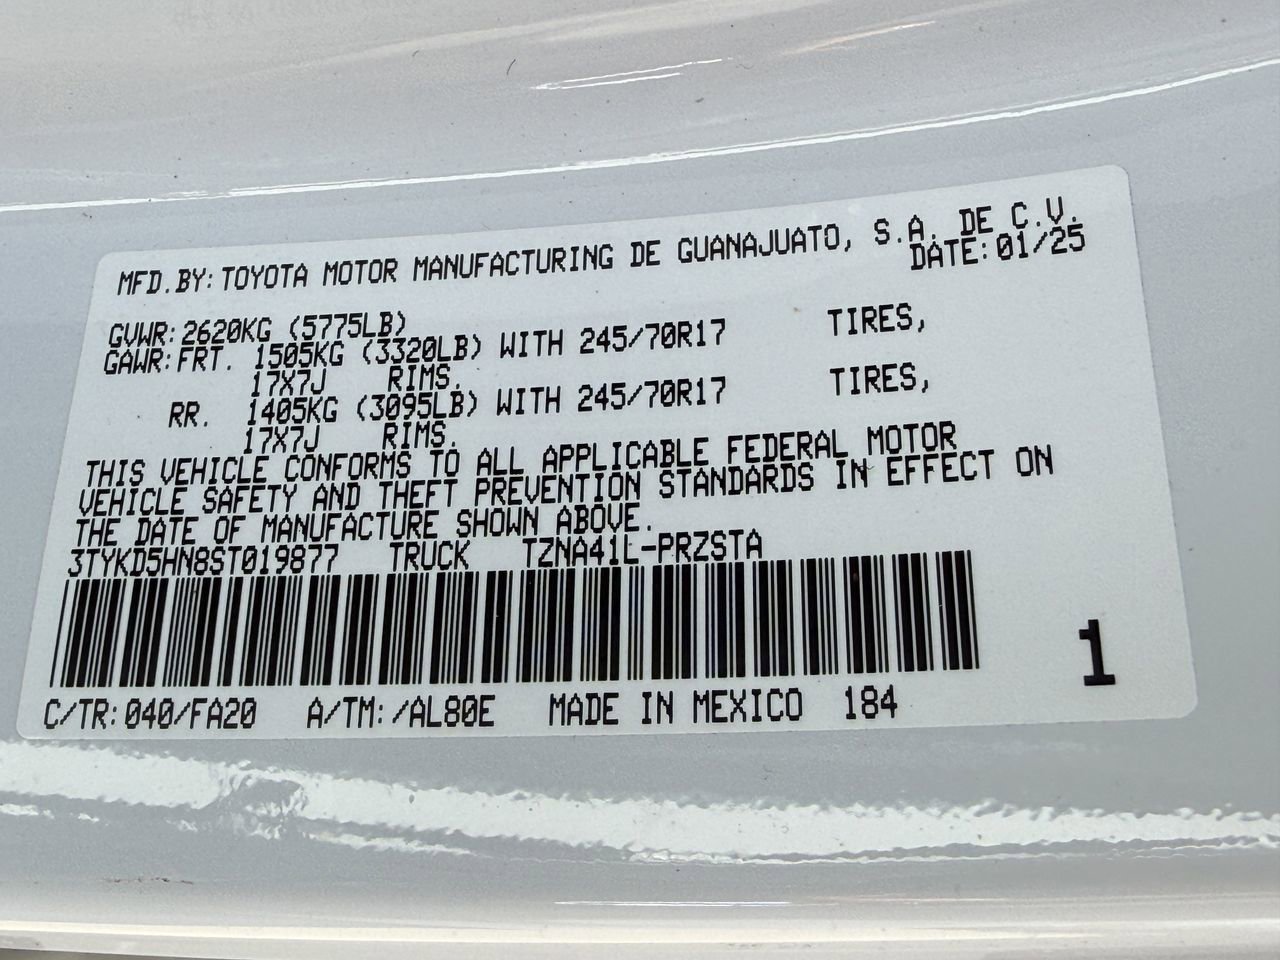 MFD.BY: TOYOTA MOTOR MANUFACTURING DE GUANAJUATO, S.A. DE C.V.
DATE: 01/25
GVWR: 2620KG (5775LB)
GAWR: FRT. 1505KG (3320LB) WITH 245/70R17 TIRES,
17X7J RIMS.
RR. 1405KG (3095LB) WITH 245/70R17 TIRES,
17X7J RIMS.
THIS VEHICLE CONFORMS TO ALL APPLICABLE FEDERAL MOTOR
VEHICLE SAFETY AND THEFT PREVENTION STANDARDS IN EFFECT ON
THE DATE OF MANUFACTURE SHOWN ABOVE.
3TYKD5HN8ST019877 TRUCK TZNA41L-PRZSTA
1
C/TR: 040/FA20 A/TM: /AL80E MADE IN MEXICO 184